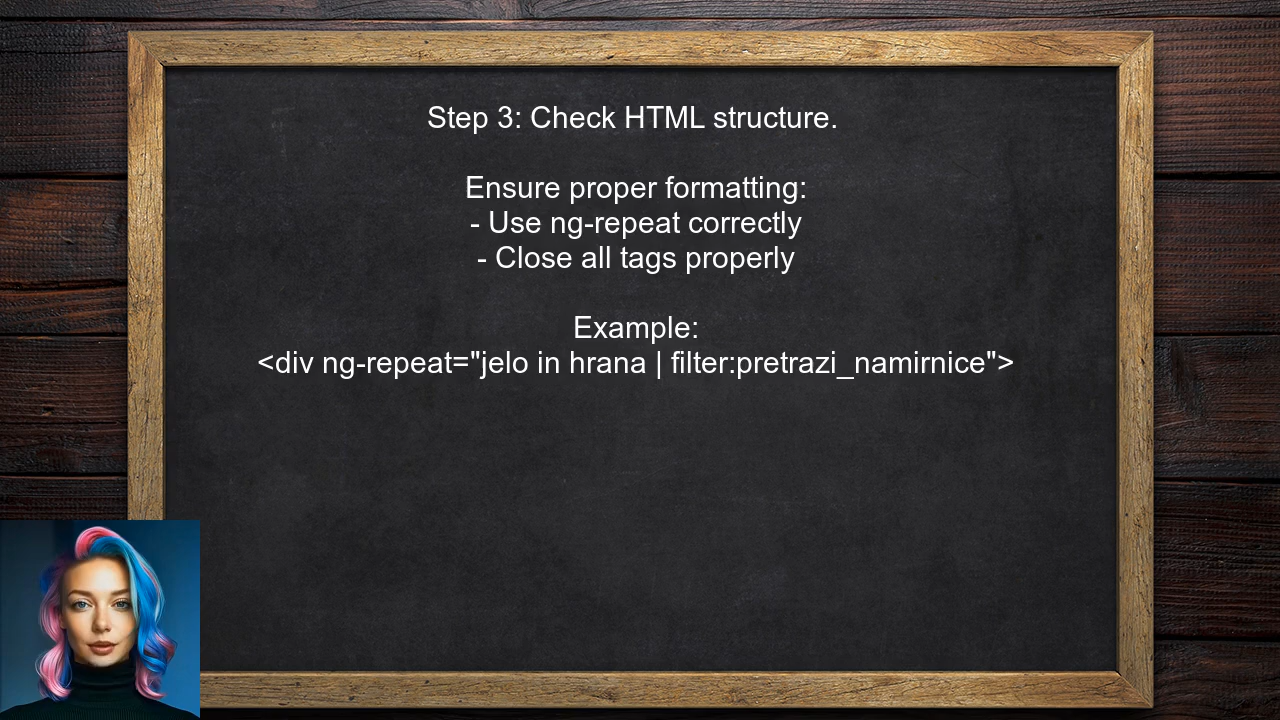 Step 3: Check HTML structure.
Ensure proper formatting:
- Use ng-repeat correctly
- Close all tags properly
Example:
<div ng-repeat="jelo in hrana | filter:pretrazi_namirnice">